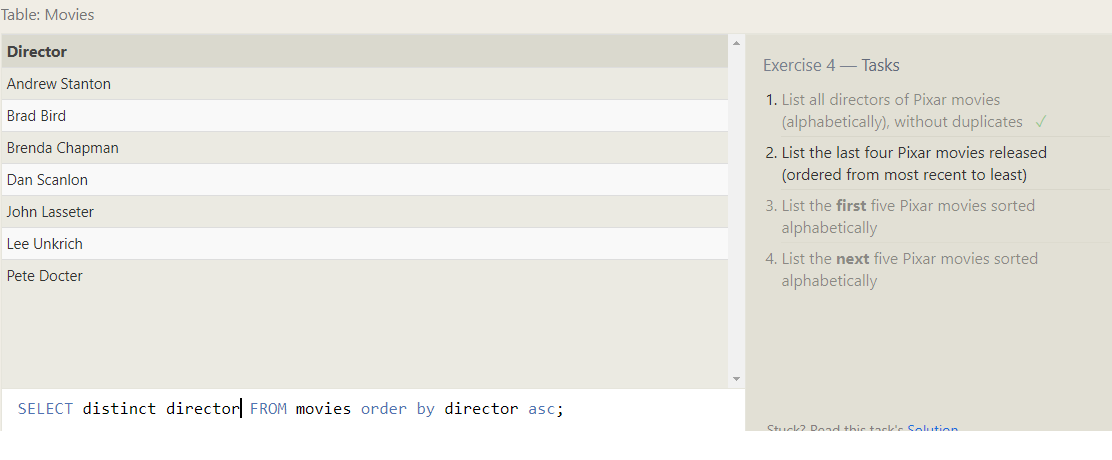 Table: Movies
Director
Andrew Stanton
Brad Bird
Brenda Chapman
Dan Scanlon
John Lasseter
Lee Unkrich
Pete Docter
SELECT distinct director FROM movies order by director asc;
Exercise 4 — Tasks
1. List all directors of Pixar movies
(alphabetically), without duplicates ✓
2. List the last four Pixar movies released
(ordered from most recent to least)
3. List the first five Pixar movies sorted
alphabetically
4. List the next five Pixar movies sorted
alphabetically
Stuck? Read this task's Solution